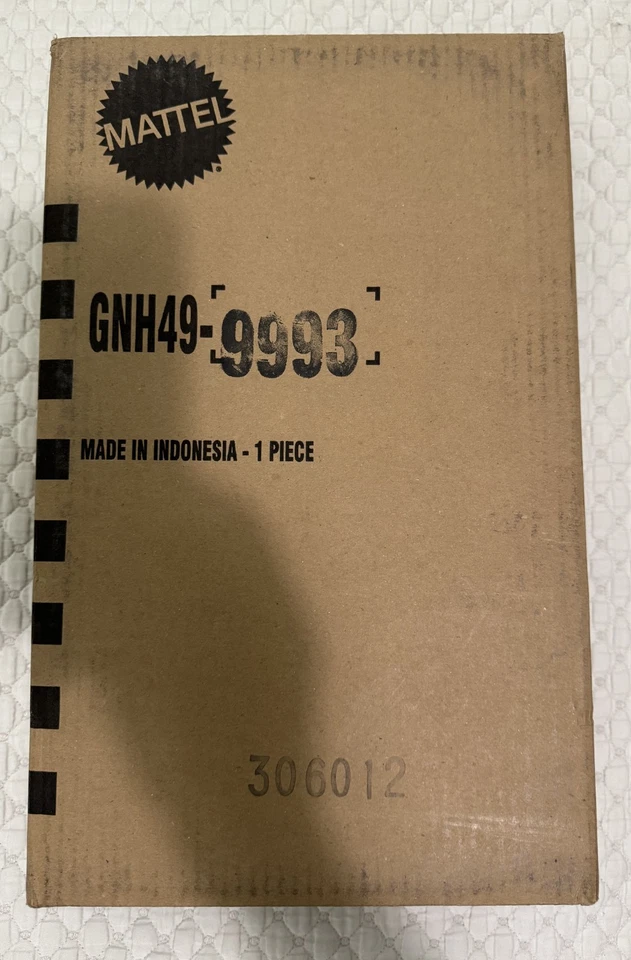 MATTEL
GNH49-9993
MADE IN INDONESIA - 1 PIECE
306012